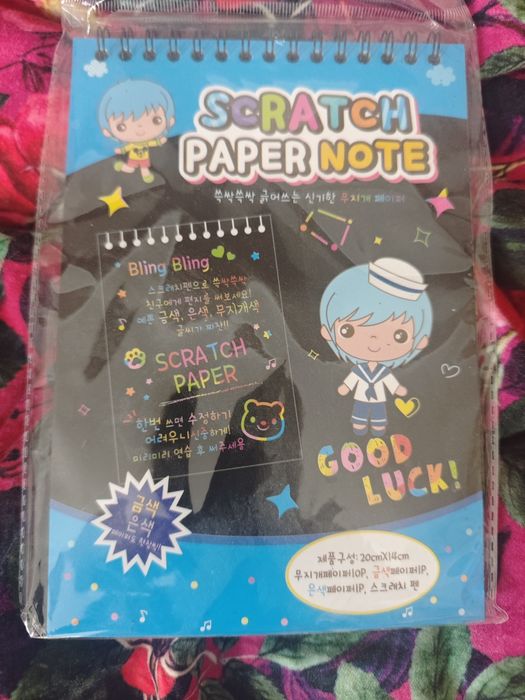 SCRATCH
PAPER NOTE
쓱싹쓱싹 긁어쓰는 신기한 무지개 페이퍼
Bling Bling
스크래치펜으로 쓱싹쓱싹
친구에게 편지를 써보세요!
예쁜 금색, 은색, 무지개색
글씨가 짜잔!!
SCRATCH
PAPER
한번 쓰면 수정하기
어려우니 신중하게!
미리미리 연습 후 써주세용
GOOD
LUCK!
금색
은색
제품구성: 20cmX14cm
무지개페이퍼10P, 금색페이퍼1P,
은색페이퍼1P, 스크래치 펜